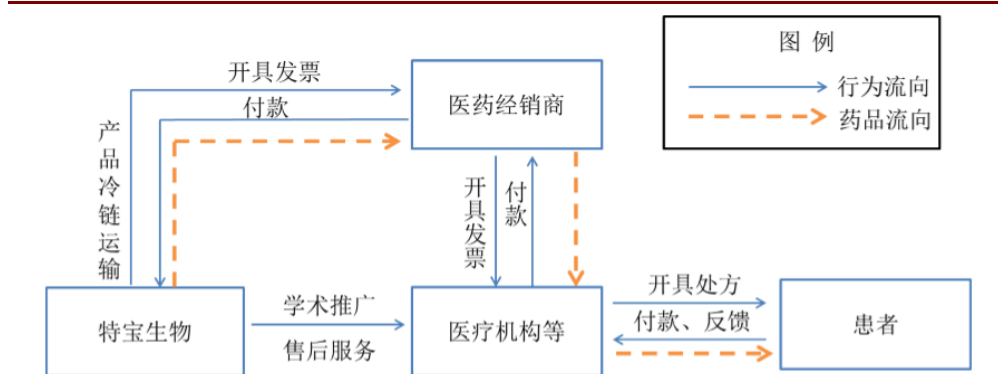 图 例
行为流向
药品流向
开具发票
付款
产品冷链运输
医药经销商
开具发票
付款
特宝生物
学术推广
售后服务
医疗机构等
开具处方
付款、反馈
患者